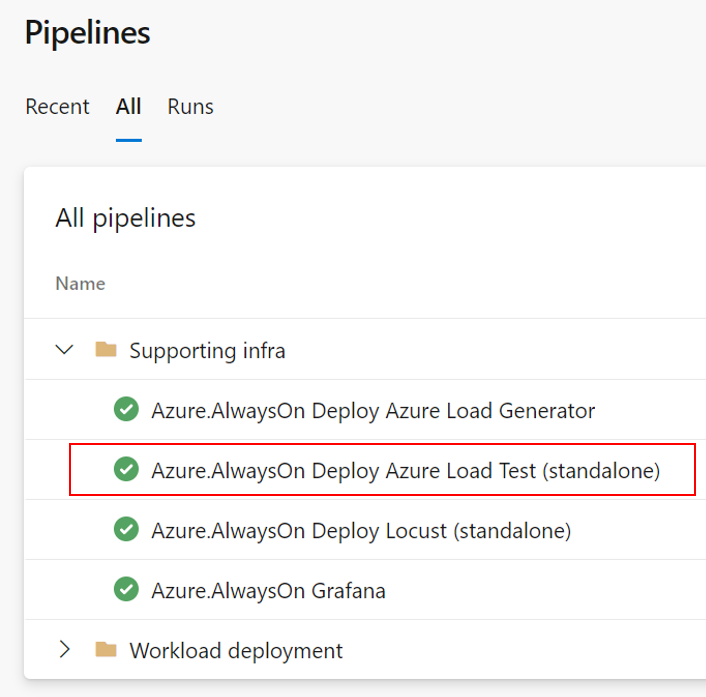 Pipelines
Recent All Runs
All pipelines
Name
Supporting infra
Azure.AlwaysOn Deploy Azure Load Generator
Azure.AlwaysOn Deploy Azure Load Test (standalone)
Azure.AlwaysOn Deploy Locust (standalone)
Azure.AlwaysOn Grafana
Workload deployment